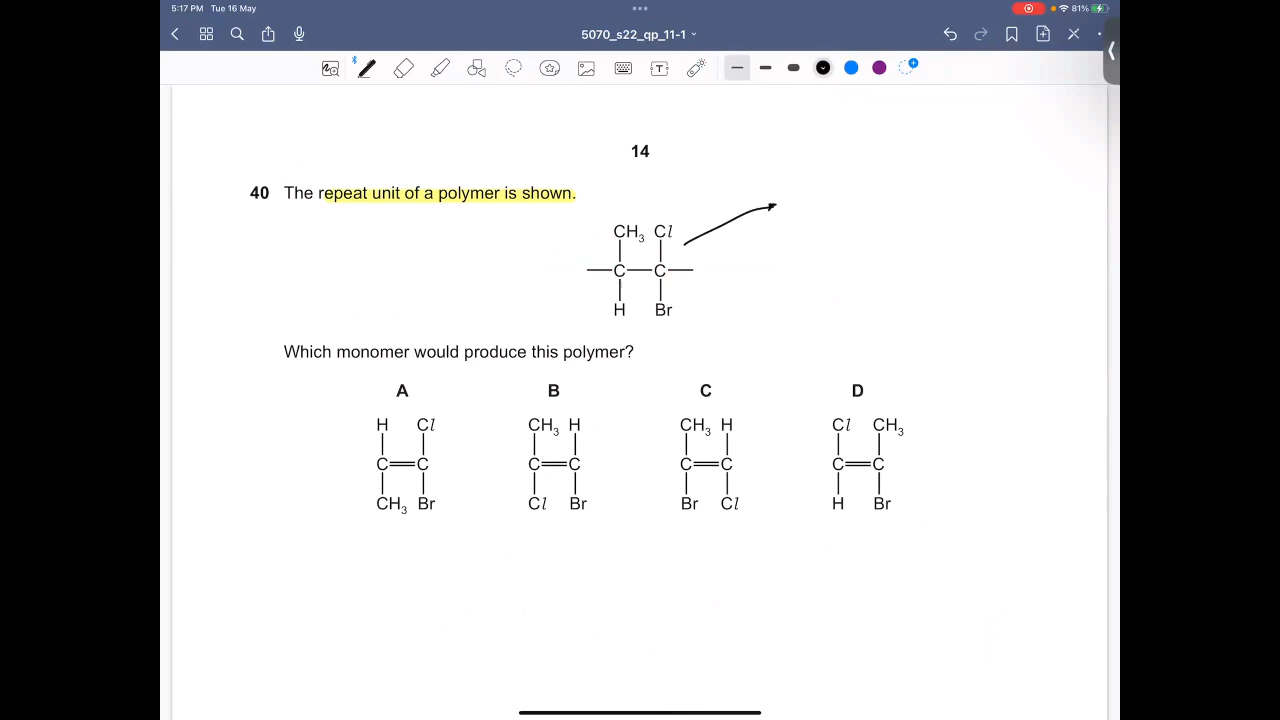 5:17 PM Tue 16 May
81%
5070_s22_qp_11-1
T
14
40 The repeat unit of a polymer is shown.
CH3 Cl
C C
H Br
Which monomer would produce this polymer?
A B C D
H Cl CH3 H CH3 H Cl CH3
C C C C C C C C
CH3 Br Cl Br Br Cl H Br